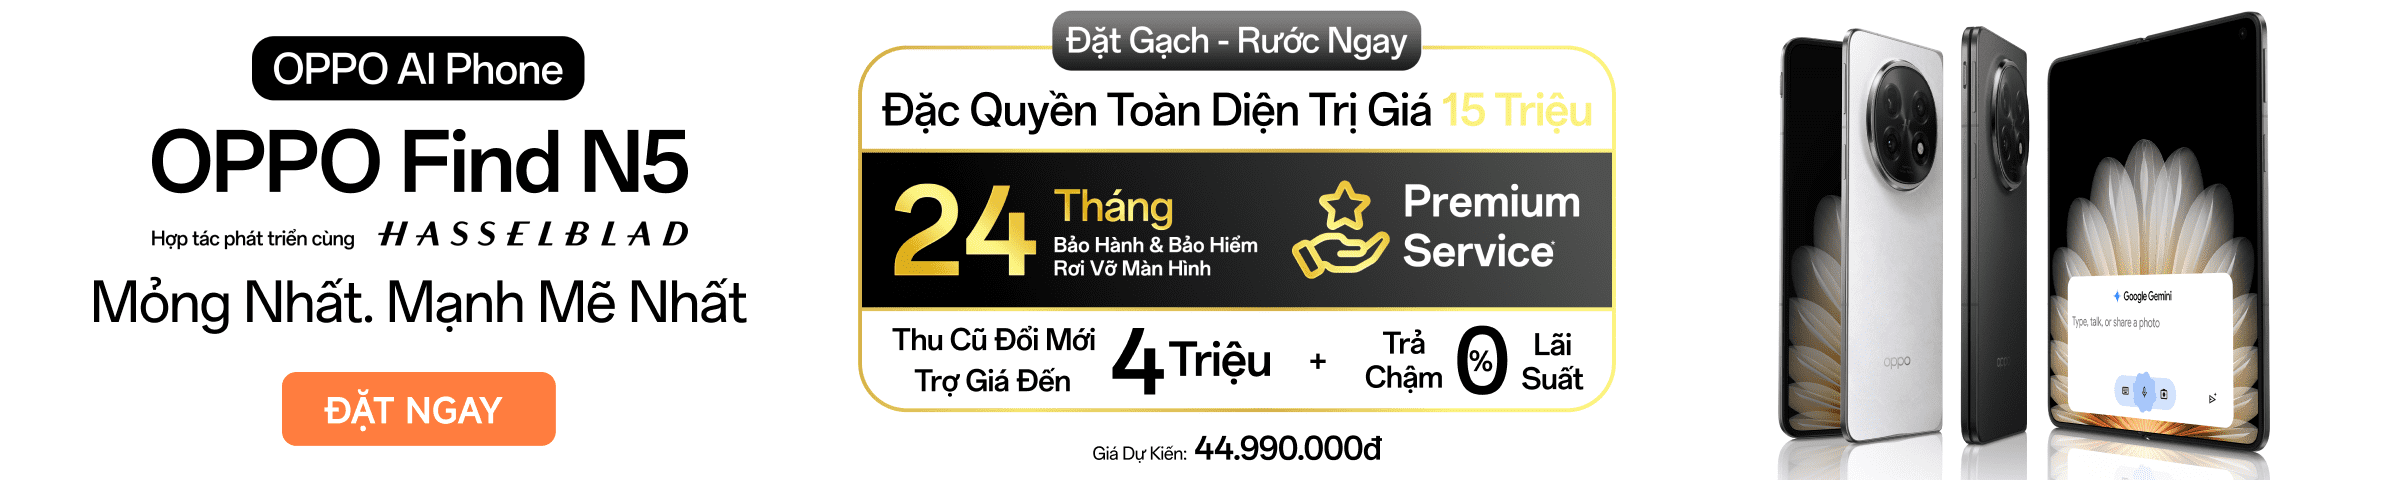 OPPO AI Phone
OPPO Find N5
Hợp tác phát triển cùng HASSELBLAD
Mỏng Nhất. Mạnh Mẽ Nhất
ĐẶT NGAY
Đặt Gạch - Rước Ngay
Đặc Quyền Toàn Diện Trị Giá 15 Triệu
24 Tháng
Bảo Hành & Bảo Hiểm
Rơi Vỡ Màn Hình
Premium
Service*
Thu Cũ Đổi Mới
Trợ Giá Đến
4 Triệu
+
Trả
Chậm
0%
Lãi
Suất
Giá Dự Kiến: 44.990.000đ
oppo
oppo
Google Gemini
Type, talk, or share a photo